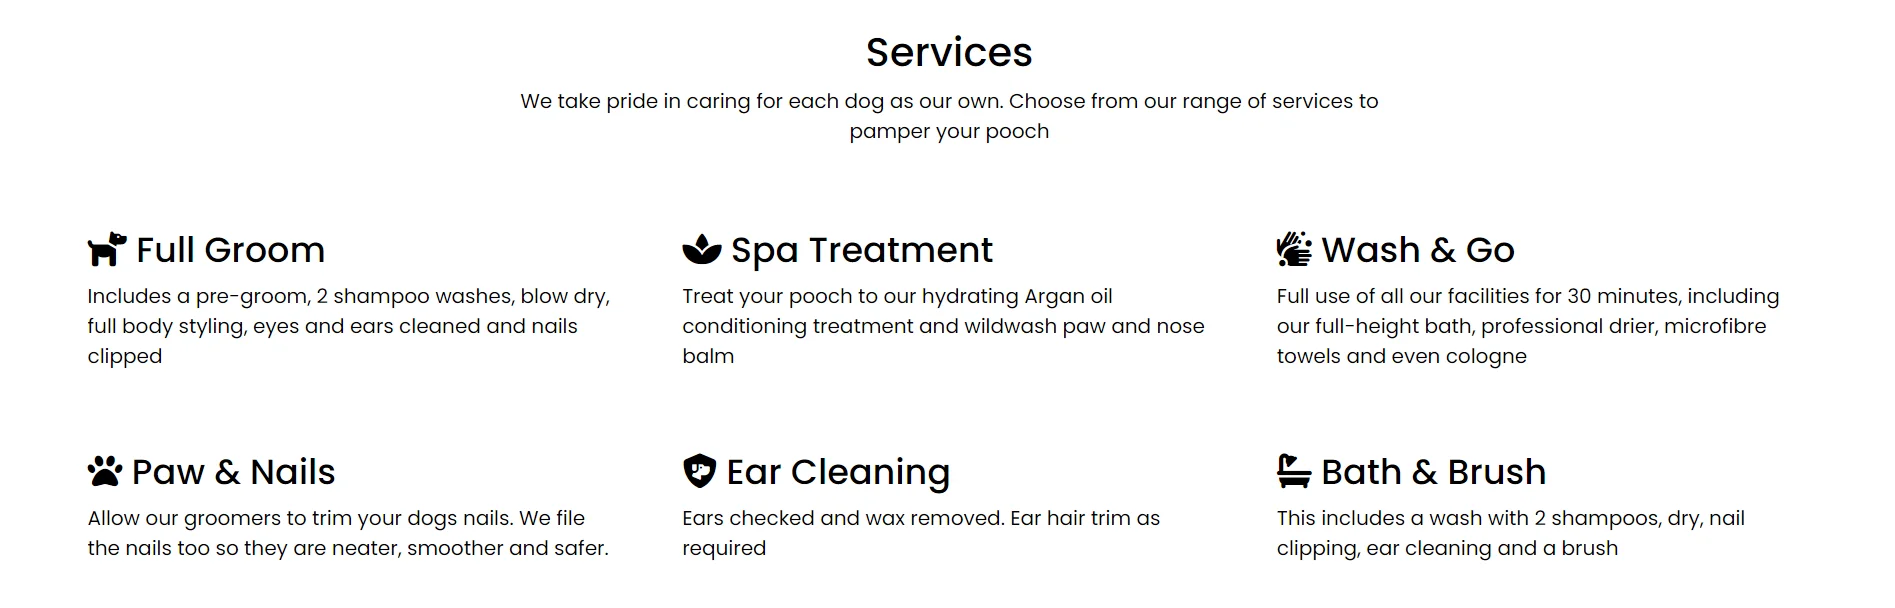 Services
We take pride in caring for each dog as our own. Choose from our range of services to
pamper your pooch
Full Groom
Includes a pre-groom, 2 shampoo washes, blow dry,
full body styling, eyes and ears cleaned and nails
clipped
Spa Treatment
Treat your pooch to our hydrating Argan oil
conditioning treatment and wildwash paw and nose
balm
Wash & Go
Full use of all our facilities for 30 minutes, including
our full-height bath, professional drier, microfibre
towels and even cologne
Paw & Nails
Allow our groomers to trim your dogs nails. We file
the nails too so they are neater, smoother and safer.
Ear Cleaning
Ears checked and wax removed. Ear hair trim as
required
Bath & Brush
This includes a wash with 2 shampoos, dry, nail
clipping, ear cleaning and a brush